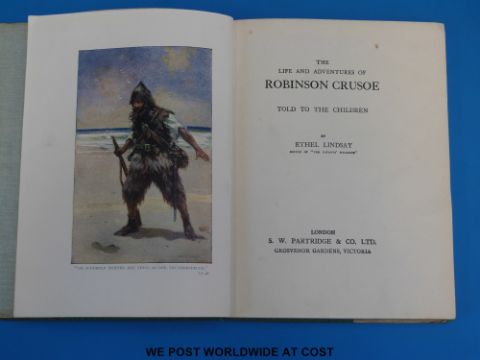 THE
LIFE AND ADVENTURES OF
ROBINSON CRUSOE
TOLD TO THE CHILDREN
BY
ETHEL LINDSAY
LONDON
S. W. PARTRIDGE & CO. LTD.
GROSVENOR GARDENS, VICTORIA
WE POST WORLDWIDE AT COST